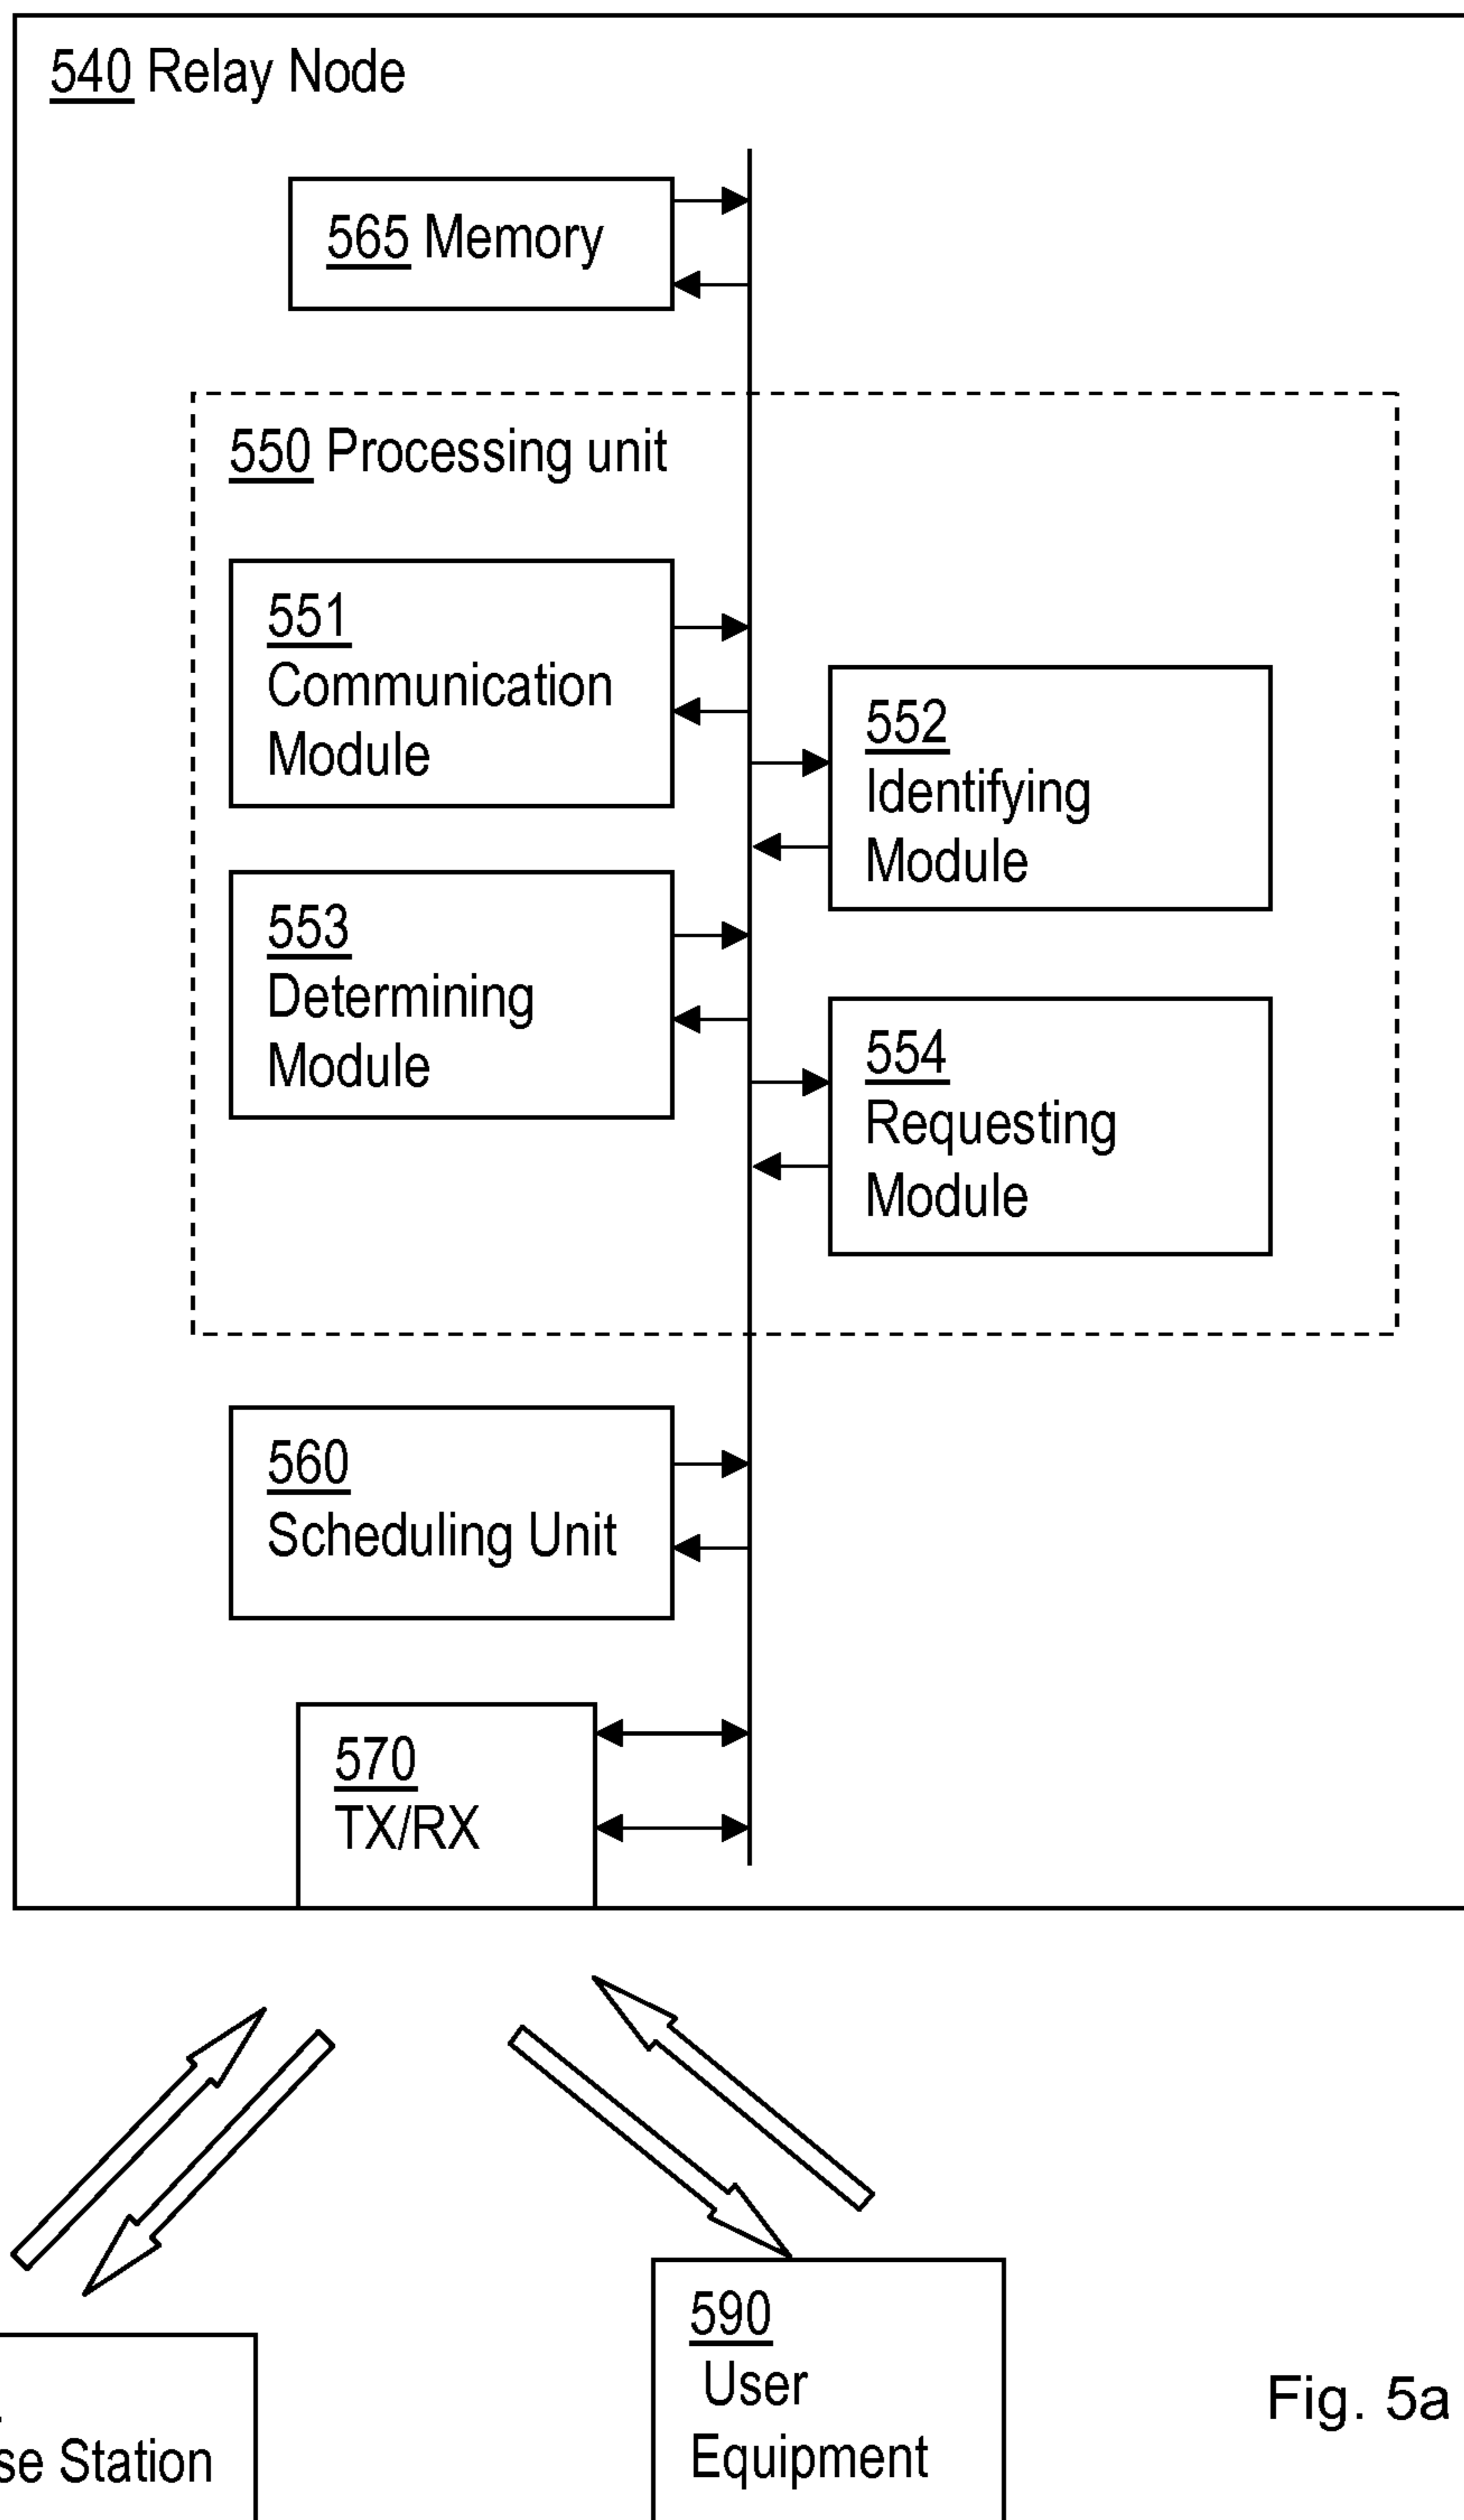 540 Relay Node
565 Memory
550 Processing unit
551
Communication
Module
552
Identifying
Module
553
Determining
Module
554
Requesting
Module
560
Scheduling Unit
570
TX/RX
590
User
Equipment
Station
Fig. 5a